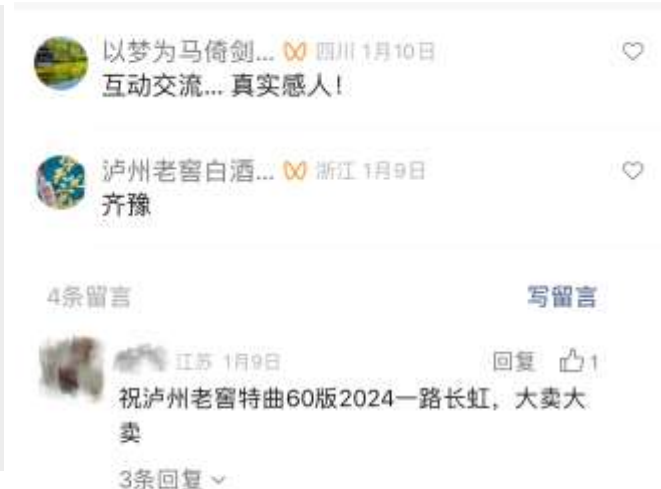 以梦为马倚剑... 四川 1月10日
互动交流... 真实感人！
泸州老窖白酒... 浙江 1月9日
齐豫
4条留言 写留言
江苏 1月9日 回复 1
祝泸州老窖特曲60版2024一路长虹，大卖大
卖
3条回复